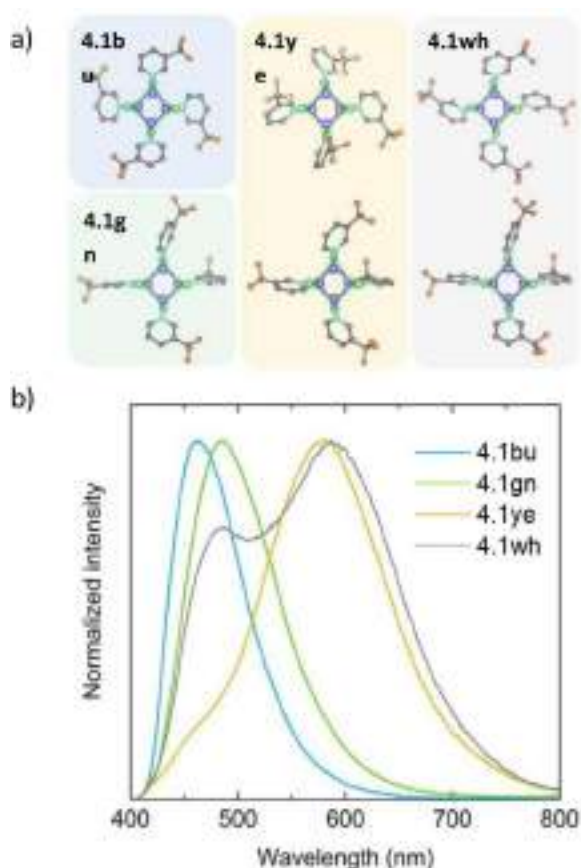 a)
4.1b
u
4.1y
e
4.1wh
4.1g
n
b)
Normalized intensity
4.1bu
4.1gn
4.1ye
4.1wh
400 500 600 700 800
Wavelength (nm)